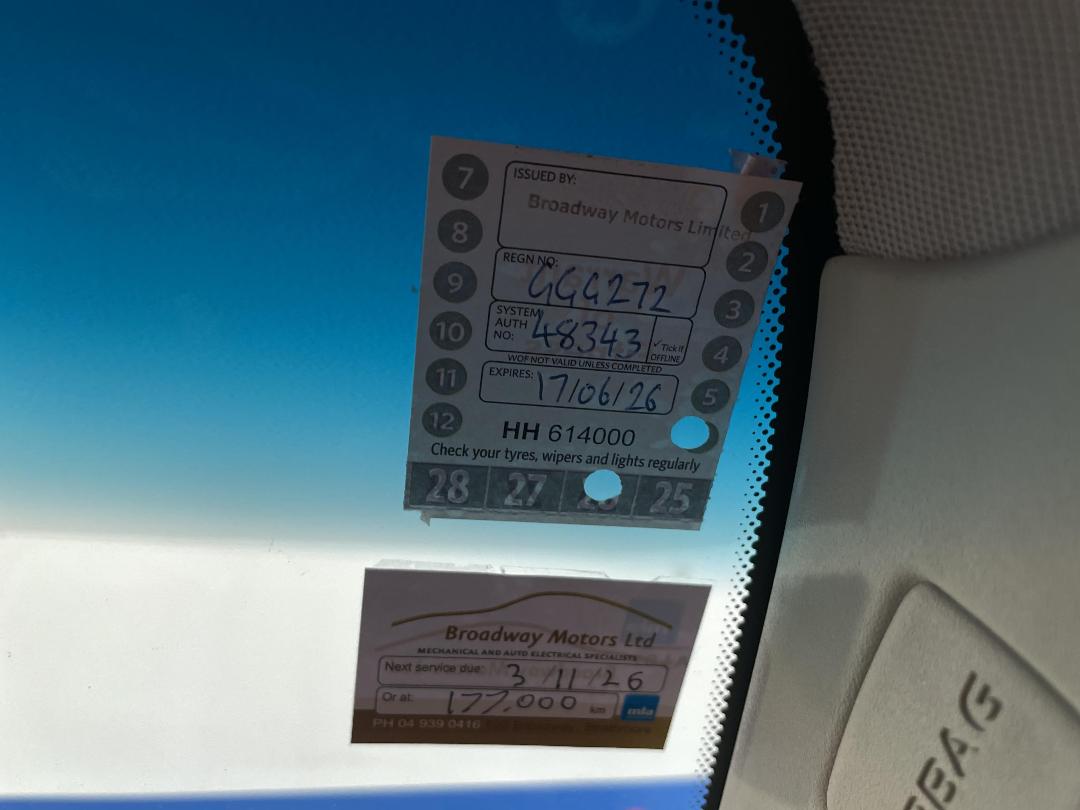 7
8
9
10
11
12
ISSUED BY:
Broadway Motors Limited
REGN NO:
GGG272
SYSTEM
AUTH
NO:
48343
✓ Tick if
OFFLINE
WOF NOT VALID UNLESS COMPLETED
EXPIRES:
17/06/26
HH 614000
Check your tyres, wipers and lights regularly
1
2
3
4
5
28 27 26 25
Broadway Motors Ltd
MECHANICAL AND AUTO ELECTRICAL SPECIALISTS
Next service due: 3/11/26
Or at: 177,000 km
mta
PH 04 939 0416
BAG